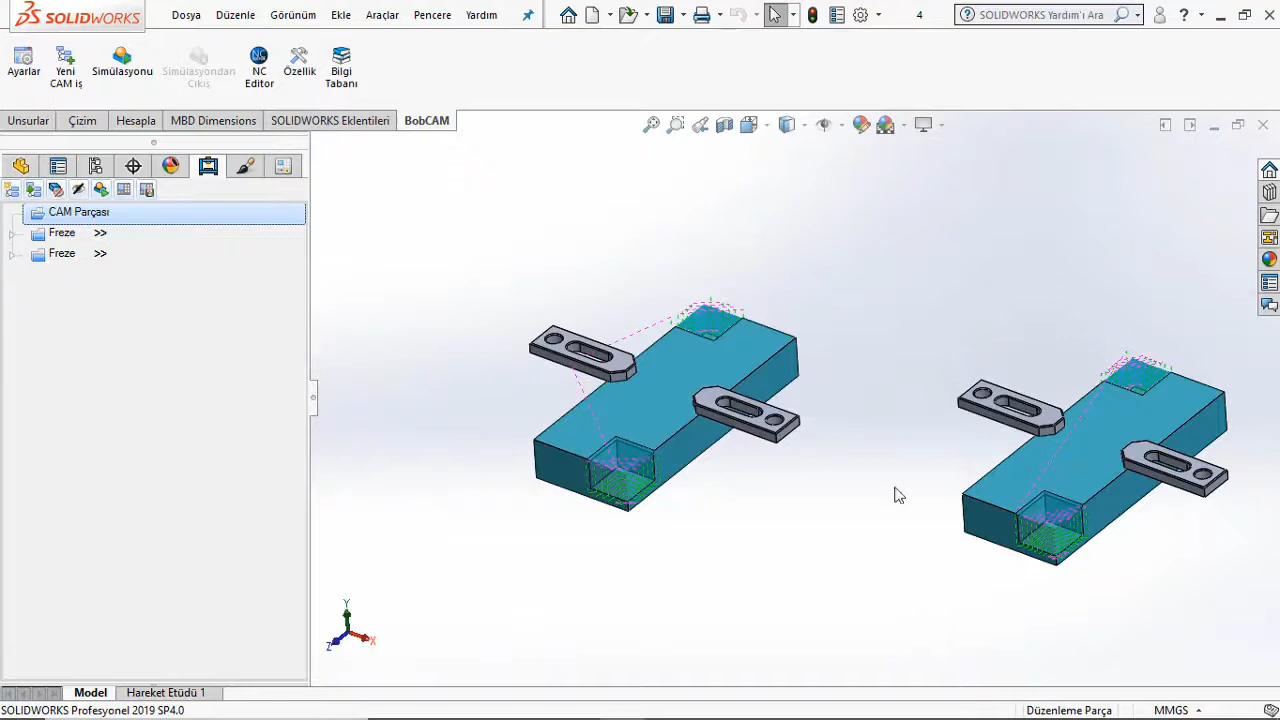 SOLIDWORKS
Dosya Düzenle Görünüm Ekle Araçlar Pencere Yardım
4
SOLIDWORKS Yardım'ı Ara
?
Ayarlar
Yeni
CAM iş
Simülasyonu
Simülasyondan
Çıkış
NC
Editor
Özellik
Bilgi
Tabanı
Unsurlar Çizim Hesapla MBD Dimensions SOLIDWORKS Eklentileri BobCAM
CAM Parçası
Freze >>
Freze >>
Y
Z
X
Model Hareket Etüdü 1
SOLIDWORKS Profesyonel 2019 SP4.0
Düzenleme Parça
MMGS